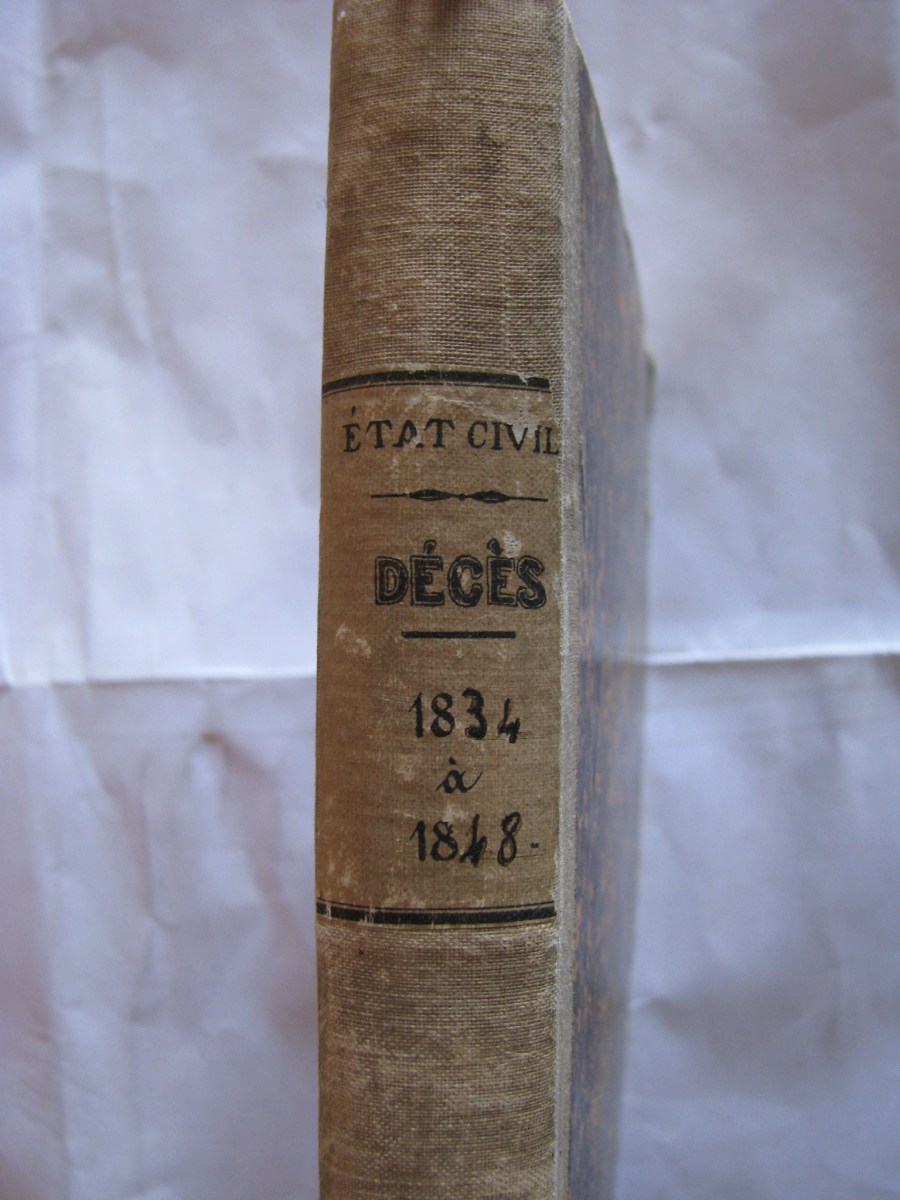 ÉTAT CIVIL
DÉCÈS
1834
à
1848.